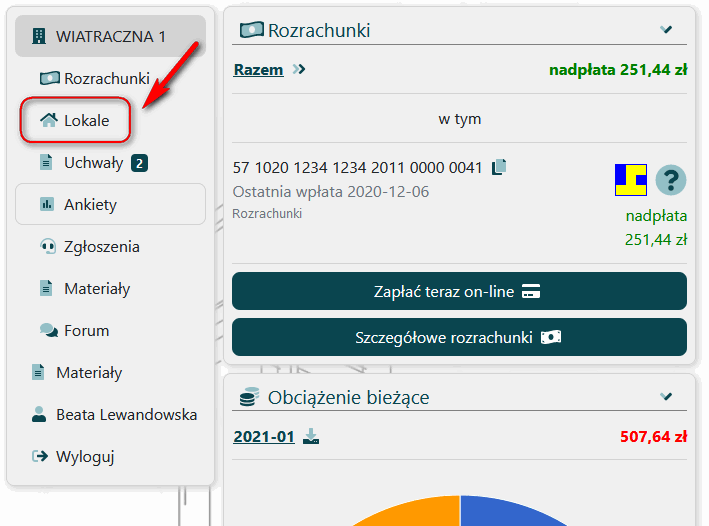 WIATRACZNA 1
Rozrachunki
Lokale
Uchwały 2
Ankiety
Zgłoszenia
Materiały
Forum
Materiały
Beata Lewandowska
Wyloguj
Rozrachunki
Razem nadpłata 251,44 zł
w tym
57 1020 1234 1234 2011 0000 0041
Ostatnia wpłata 2020-12-06
Rozrachunki
?
nadpłata
251,44 zł
Zapłać teraz on-line
Szczegółowe rozrachunki
Obciążenie bieżące
2021-01 507,64 zł